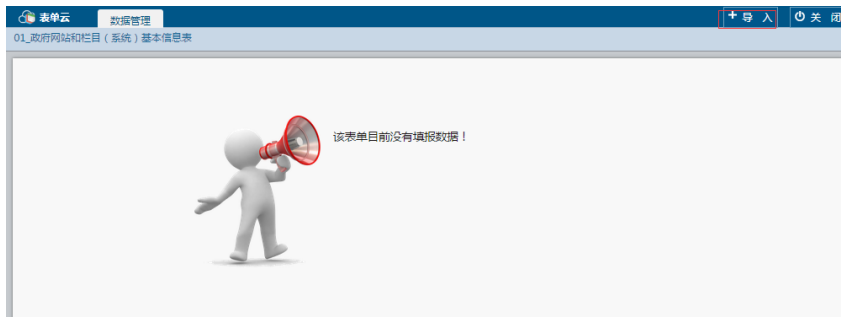 表单云 数据管理 导 入 关 闭
01_政府网站和栏目（系统）基本信息表
该表单目前没有填报数据！